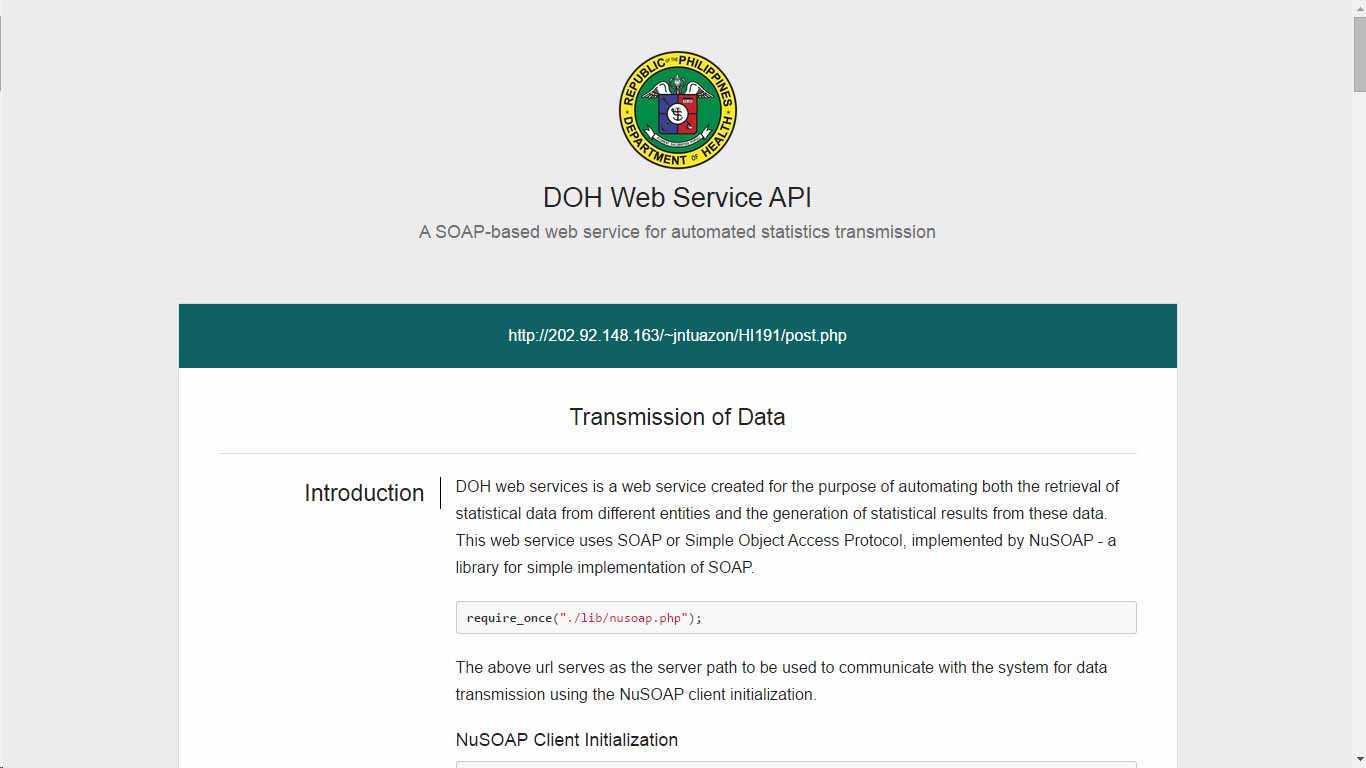 REPUBLIC OF THE PHILIPPINES
DEPARTMENT OF HEALTH
DOH Web Service API
A SOAP-based web service for automated statistics transmission
http://202.92.148.163/~jntuazon/HI191/post.php
Transmission of Data
Introduction
DOH web services is a web service created for the purpose of automating both the retrieval of
statistical data from different entities and the generation of statistical results from these data.
This web service uses SOAP or Simple Object Access Protocol, implemented by NuSOAP - a
library for simple implementation of SOAP.
require_once("./lib/nusoap.php");
The above url serves as the server path to be used to communicate with the system for data
transmission using the NuSOAP client initialization.
NuSOAP Client Initialization